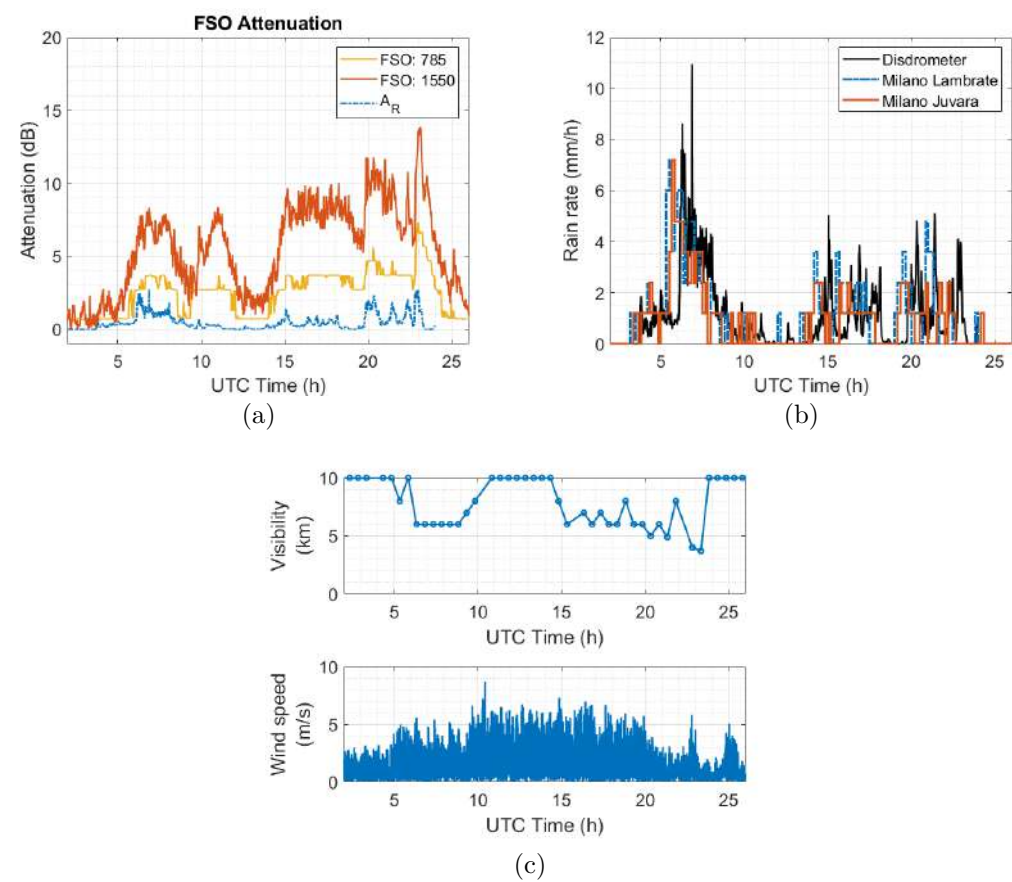 FSO Attenuation
20
15
10
5
0
Attenuation (dB)
FSO: 785
FSO: 1550
A_R
5 10 15 20 25
UTC Time (h)
(a)
12
10
8
6
4
2
0
Rain rate (mm/h)
Disdrometer
Milano Lambrate
Milano Juvara
5 10 15 20 25
UTC Time (h)
(b)
10
5
0
Visibility
(km)
5 10 15 20 25
UTC Time (h)
10
5
0
Wind speed
(m/s)
5 10 15 20 25
UTC Time (h)
(c)